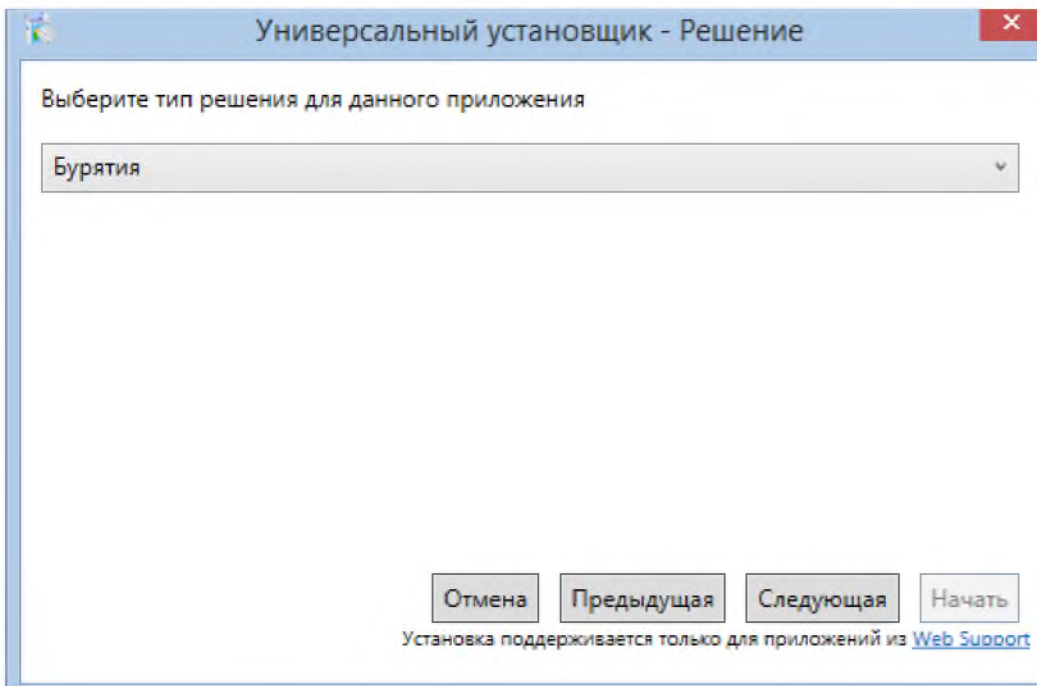 Универсальный установщик - Решение
Выберите тип решения для данного приложения
Бурятия
Отмена Предыдущая Следующая Начать
Установка поддерживается только для приложений из Web Support